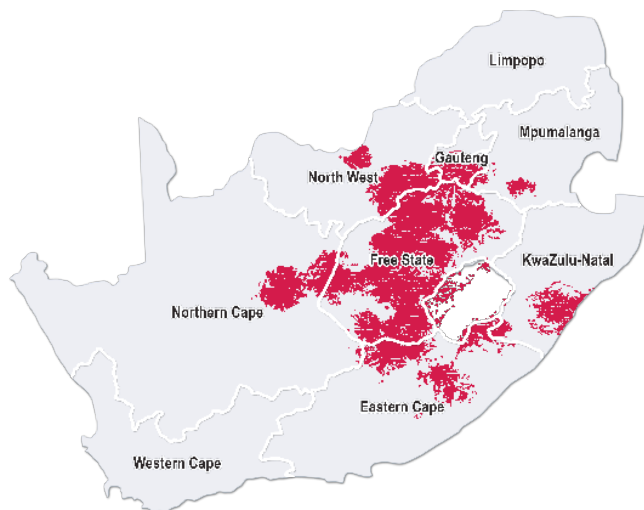 Limpopo
Mpumalanga
Gauteng
North West
Free State
KwaZulu-Natal
Northern Cape
Eastern Cape
Western Cape